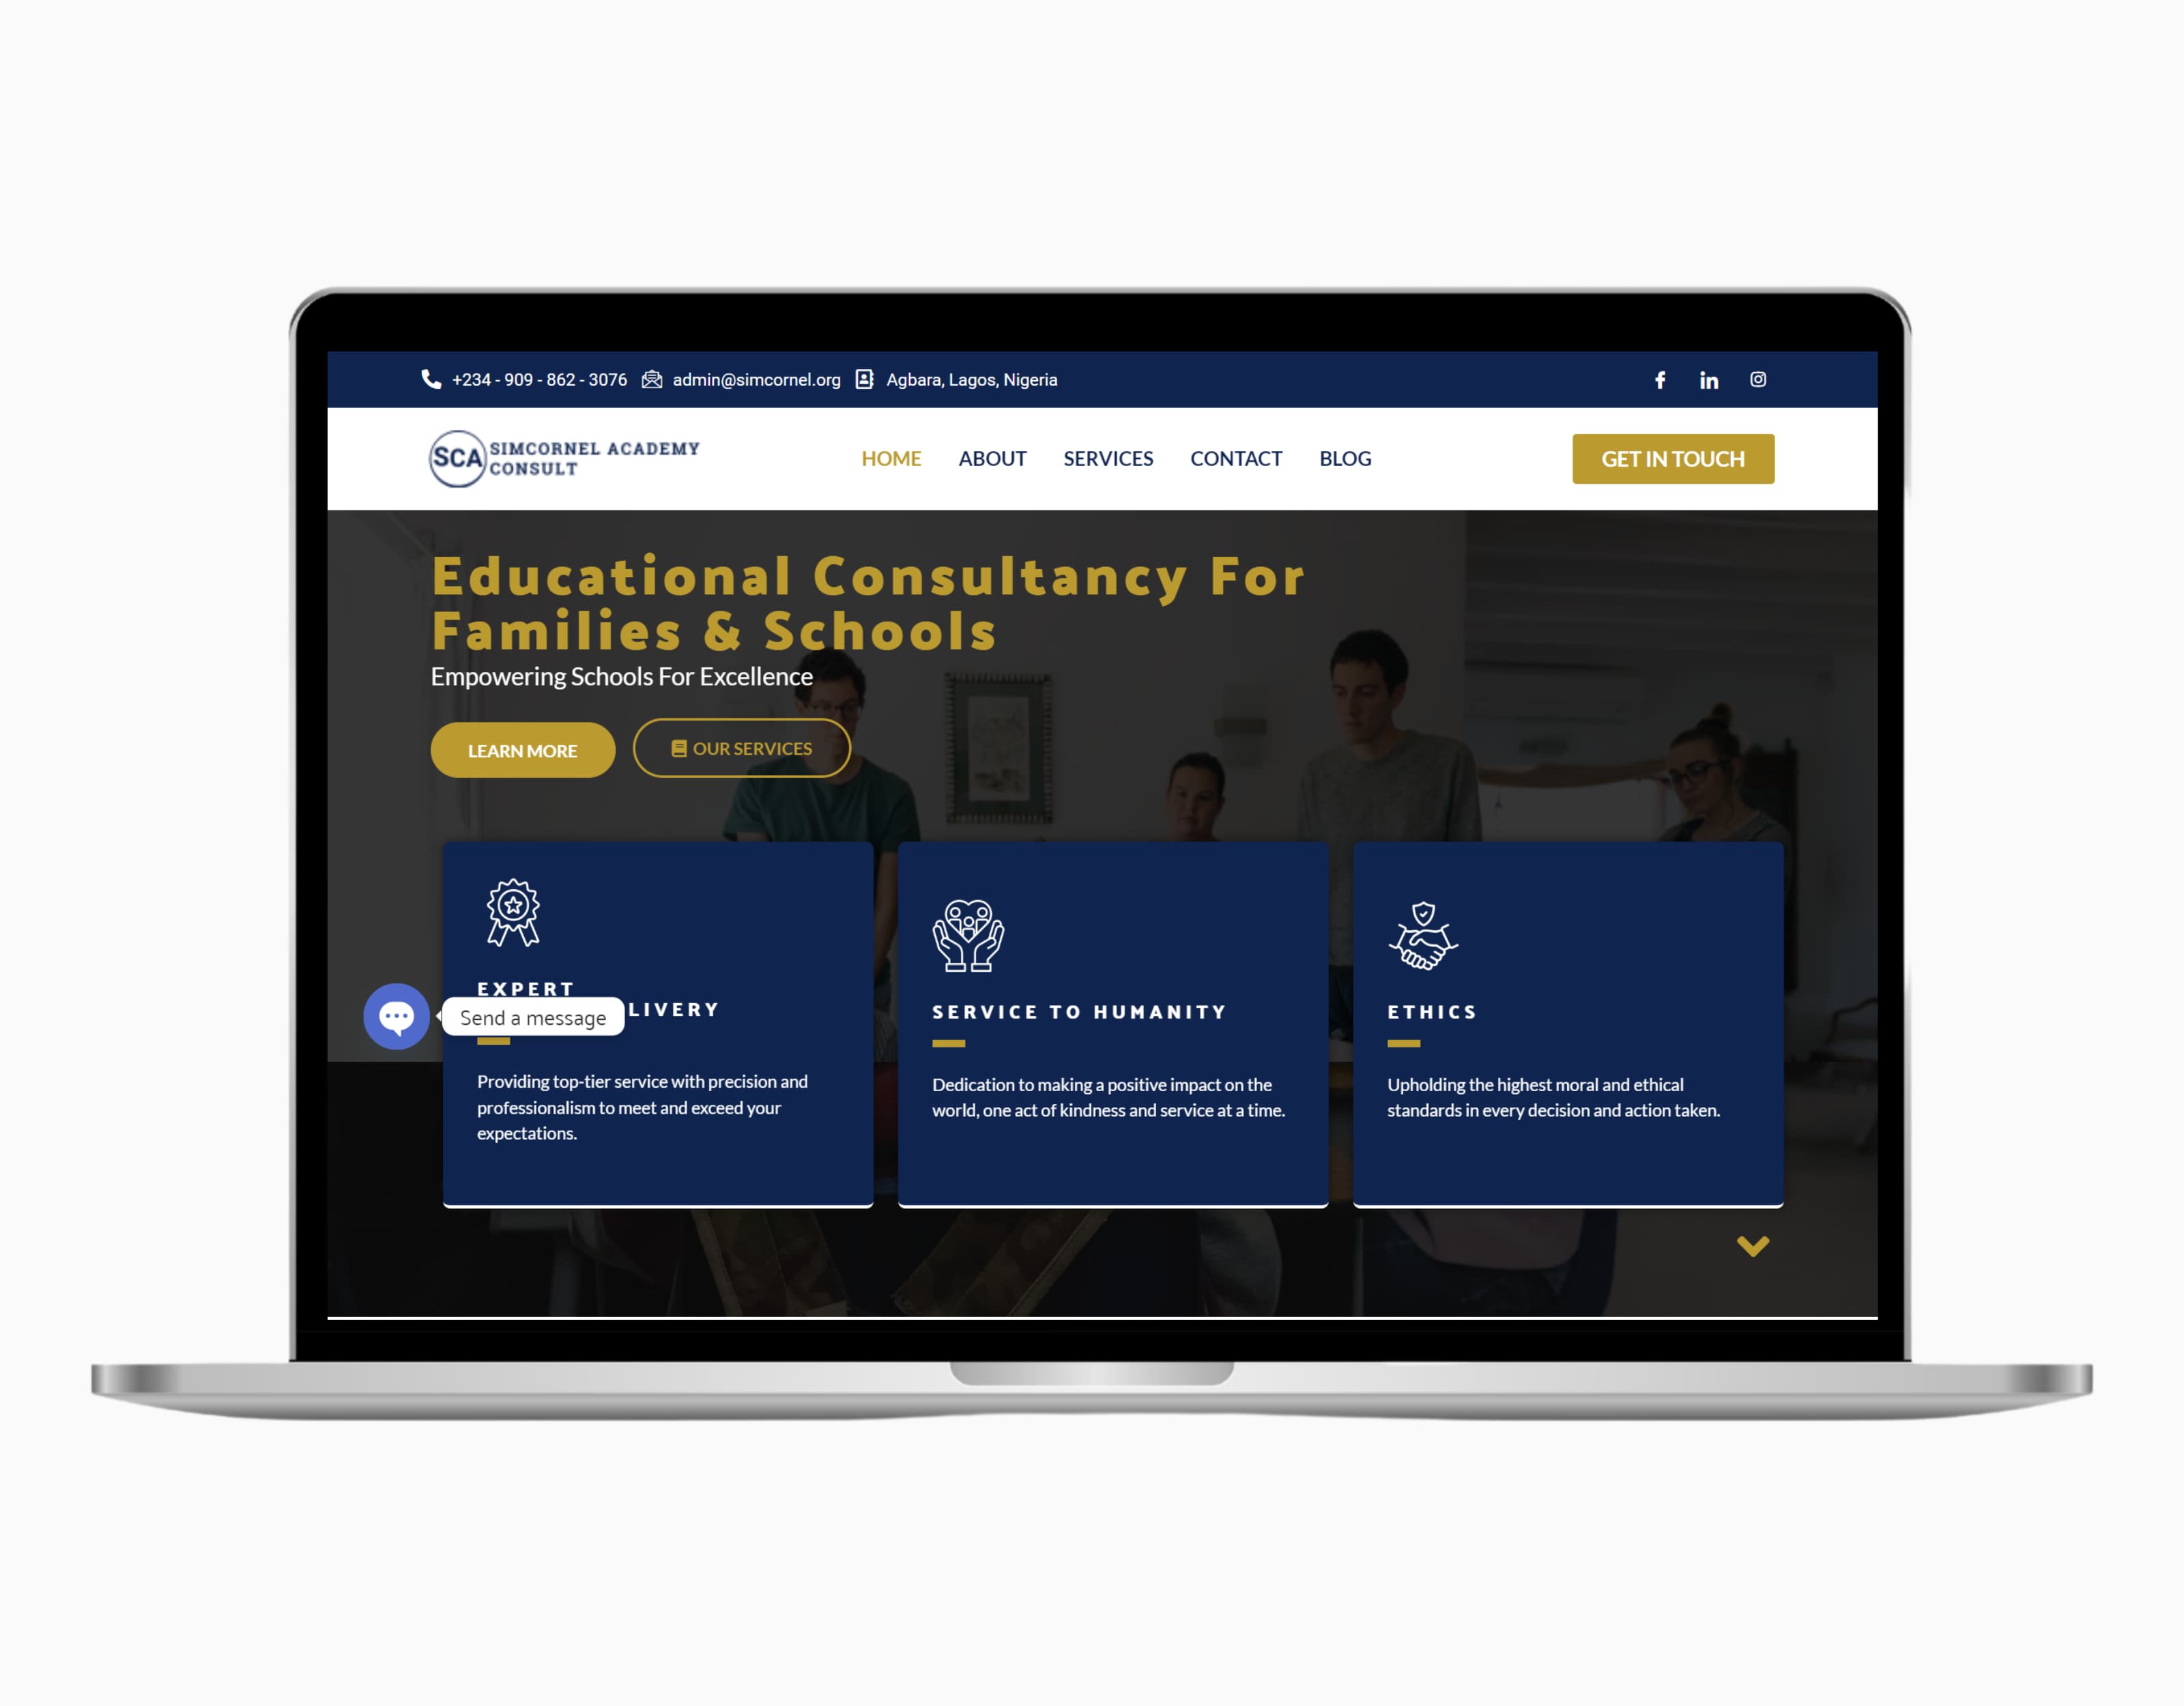 +234 - 909 - 862 - 3076 admin@simcornel.org Agbara, Lagos, Nigeria
SCA SIMCORNEL ACADEMY
CONSULT
HOME ABOUT SERVICES CONTACT BLOG
GET IN TOUCH
Educational Consultancy For
Families & Schools
Empowering Schools For Excellence
LEARN MORE
OUR SERVICES
EXPERT
LIVERY
Send a message
Providing top-tier service with precision and
professionalism to meet and exceed your
expectations.
SERVICE TO HUMANITY
Dedication to making a positive impact on the
world, one act of kindness and service at a time.
ETHICS
Upholding the highest moral and ethical
standards in every decision and action taken.